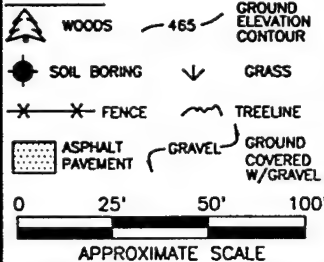 WOODS
465
GROUND
ELEVATION
CONTOUR
SOIL BORING
GRASS
FENCE
TREELINE
ASPHALT
PAVEMENT
GRAVEL
GROUND
COVERED
W/GRAVEL
0 25' 50' 100'
APPROXIMATE SCALE